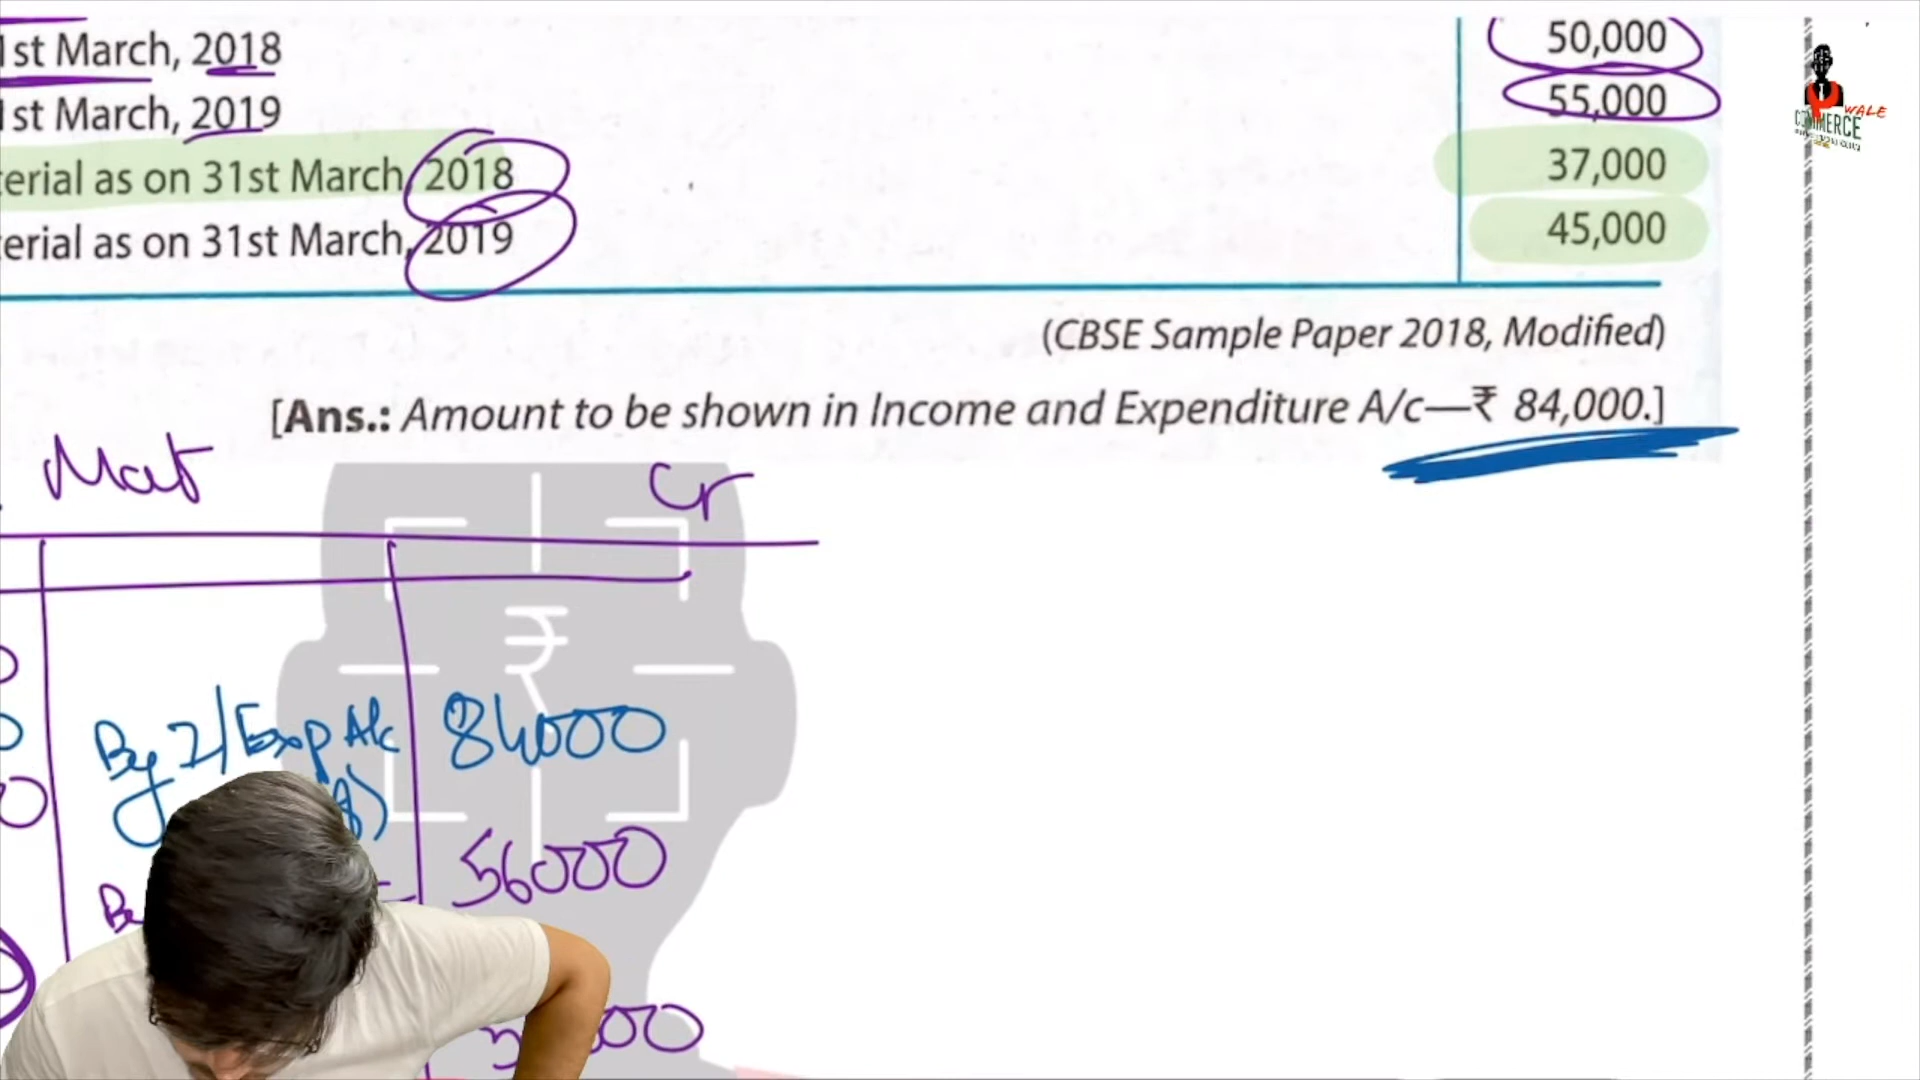 1st March, 2018 50,000
1st March, 2019 55,000
erial as on 31st March, 2018 37,000
erial as on 31st March, 2019 45,000
(CBSE Sample Paper 2018, Modified)
[Ans.: Amount to be shown in Income and Expenditure A/c—₹ 84,000.]
Mat Cr
₹
By I/Exp A/c 84000
56000
WALE
COMMERCE